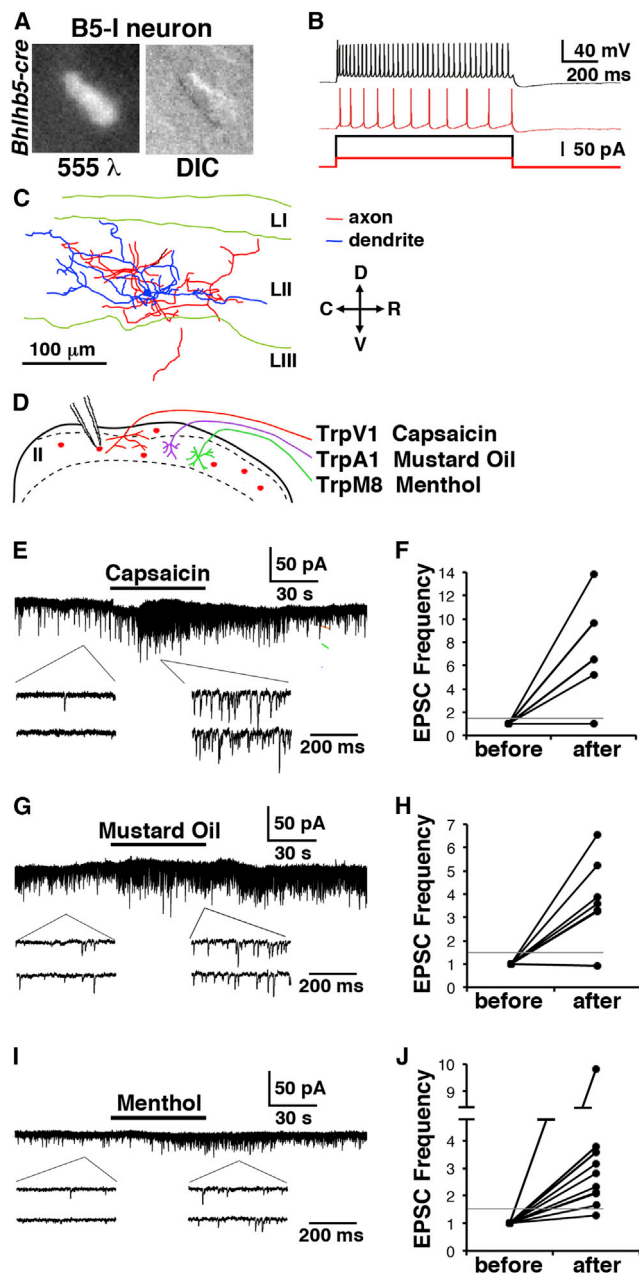 A
B5-I neuron
Bhlhb5-cre
555 λ
DIC
B
40 mV
200 ms
50 pA
C
LI
LII
LIII
100 μm
axon
dendrite
D
C
R
V
D
II
TrpV1 Capsaicin
TrpA1 Mustard Oil
TrpM8 Menthol
E
Capsaicin
50 pA
30 s
200 ms
F
EPSC Frequency
14
12
10
8
6
4
2
0
before
after
G
Mustard Oil
50 pA
30 s
200 ms
H
EPSC Frequency
7
6
5
4
3
2
1
0
before
after
I
Menthol
50 pA
30 s
200 ms
J
EPSC Frequency
10
9
4
3
2
1
0
before
after